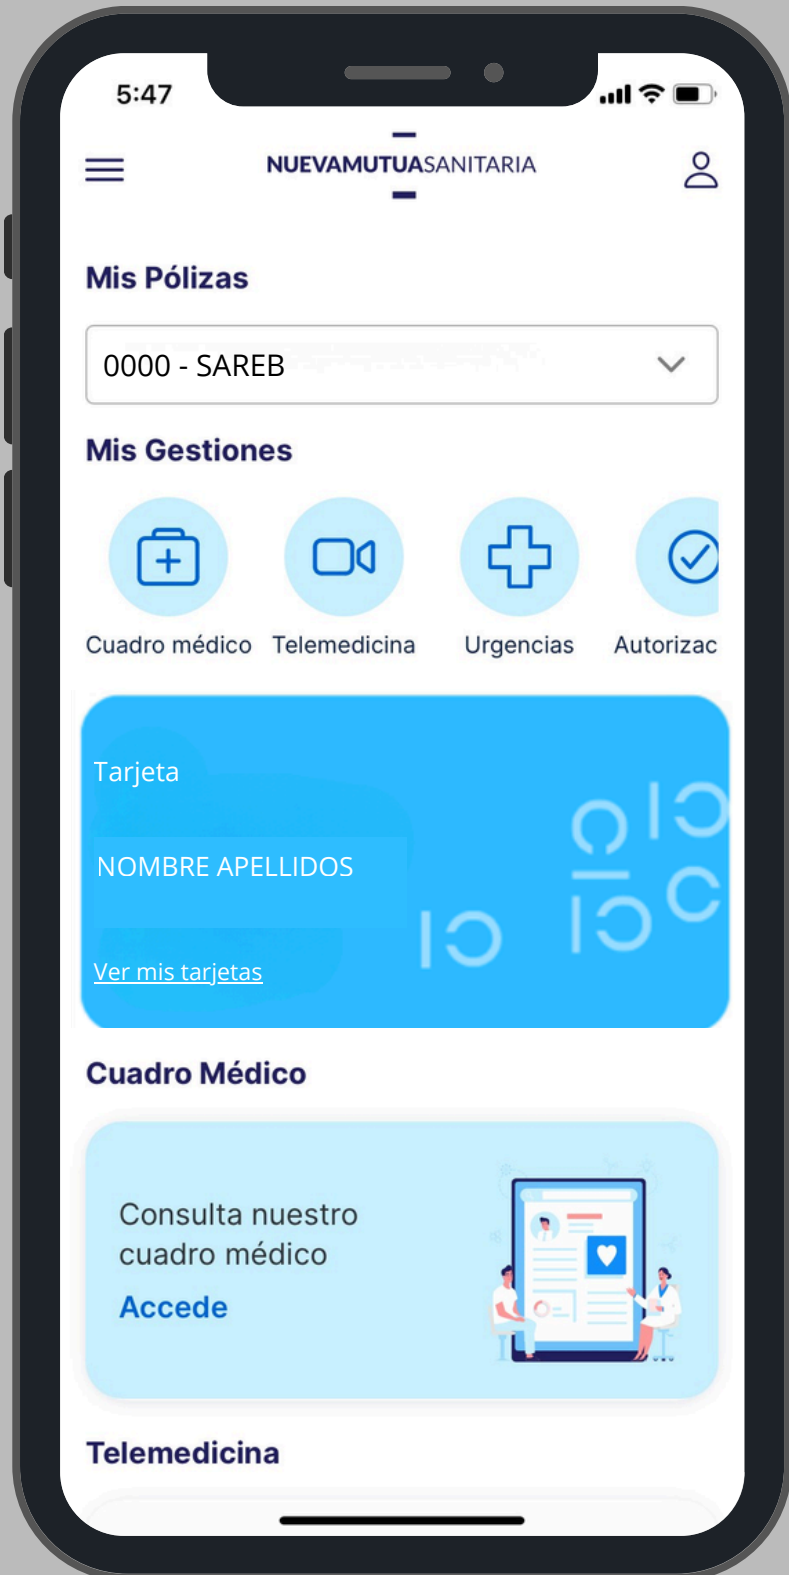 5:47
NUEVAMUTUASANITARIA
Mis Pólizas
0000 - SAREB
Mis Gestiones
Cuadro médico Telemedicina Urgencias Autorizac
Tarjeta
NOMBRE APELLIDOS
Ver mis tarjetas
Cuadro Médico
Consulta nuestro
cuadro médico
Accede
Telemedicina